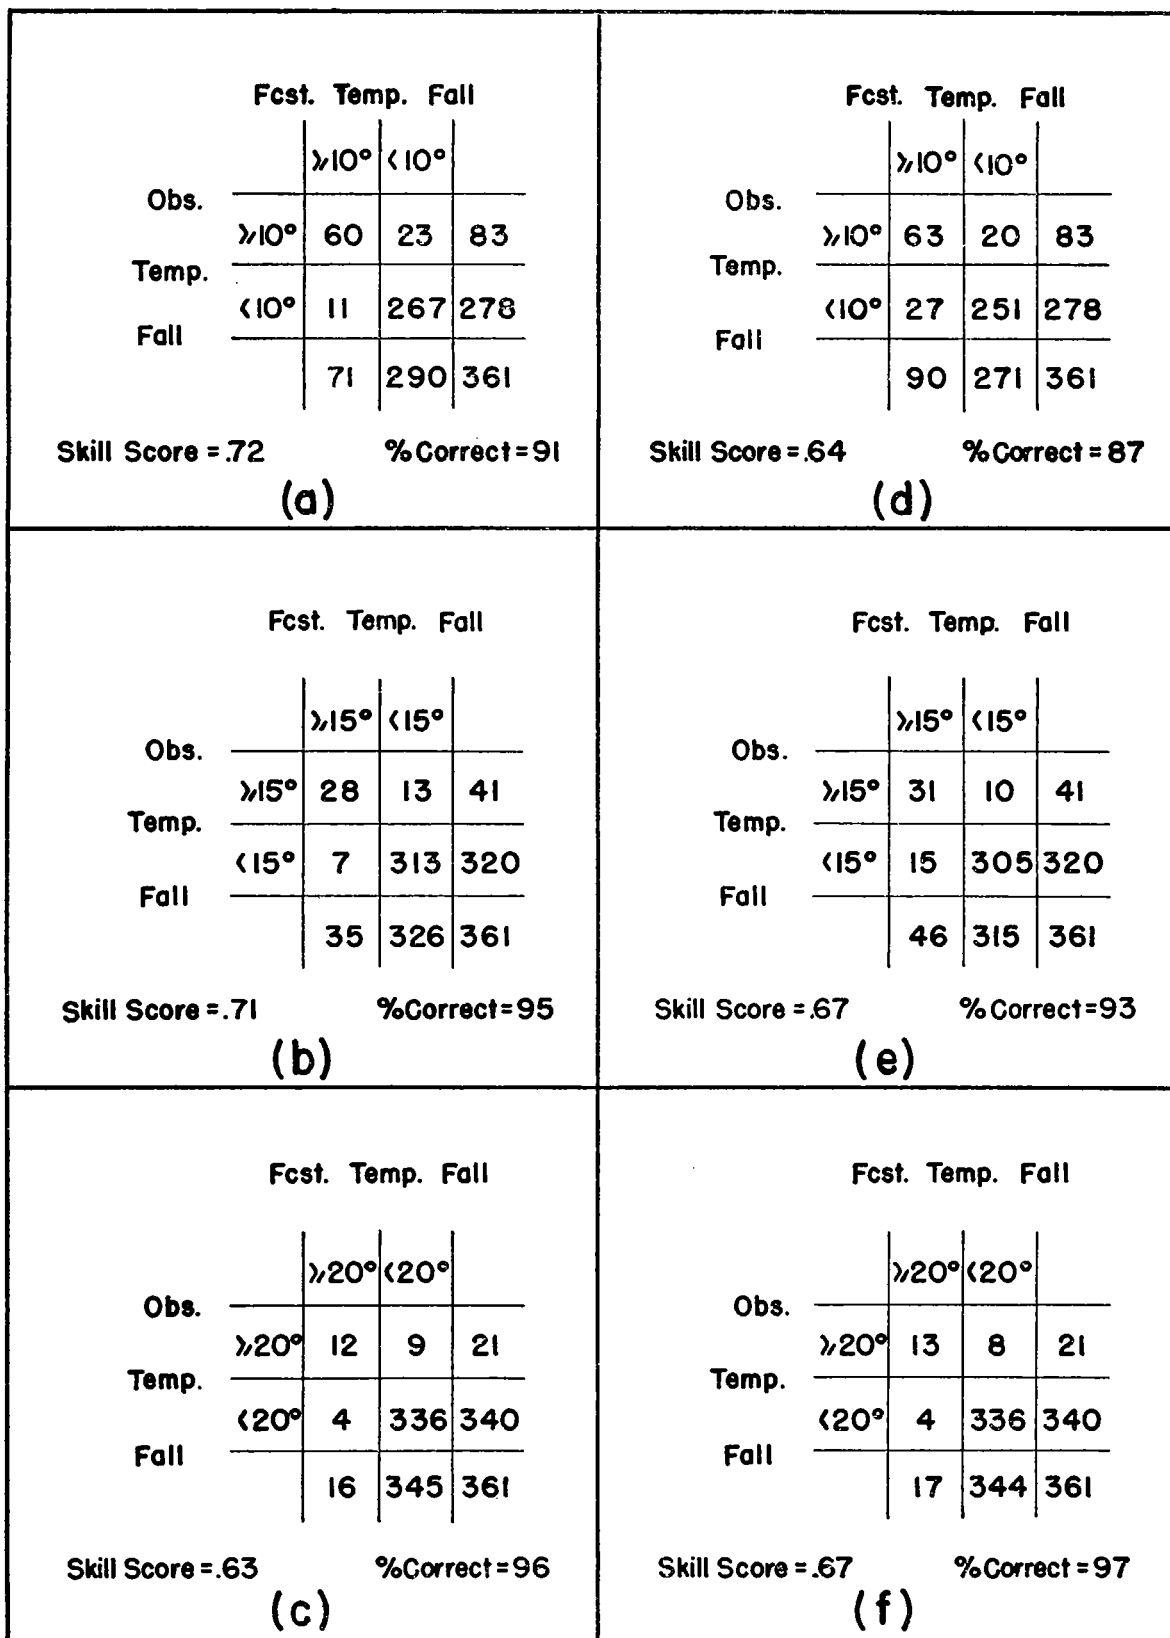 Fcst. Temp. Fall
≥10° <10°
Obs.
≥10° 60 23 83
Temp.
<10° 11 267 278
Fall
71 290 361
Skill Score = .72 % Correct = 91
(a)
Fcst. Temp. Fall
≥10° <10°
Obs.
≥10° 63 20 83
Temp.
<10° 27 251 278
Fall
90 271 361
Skill Score = .64 % Correct = 87
(d)
Fcst. Temp. Fall
≥15° <15°
Obs.
≥15° 28 13 41
Temp.
<15° 7 313 320
Fall
35 326 361
Skill Score = .71 % Correct = 95
(b)
Fcst. Temp. Fall
≥15° <15°
Obs.
≥15° 31 10 41
Temp.
<15° 15 305 320
Fall
46 315 361
Skill Score = .67 % Correct = 93
(e)
Fcst. Temp. Fall
≥20° <20°
Obs.
≥20° 12 9 21
Temp.
<20° 4 336 340
Fall
16 345 361
Skill Score = .63 % Correct = 96
(c)
Fcst. Temp. Fall
≥20° <20°
Obs.
≥20° 13 8 21
Temp.
<20° 4 336 340
Fall
17 344 361
Skill Score = .67 % Correct = 97
(f)